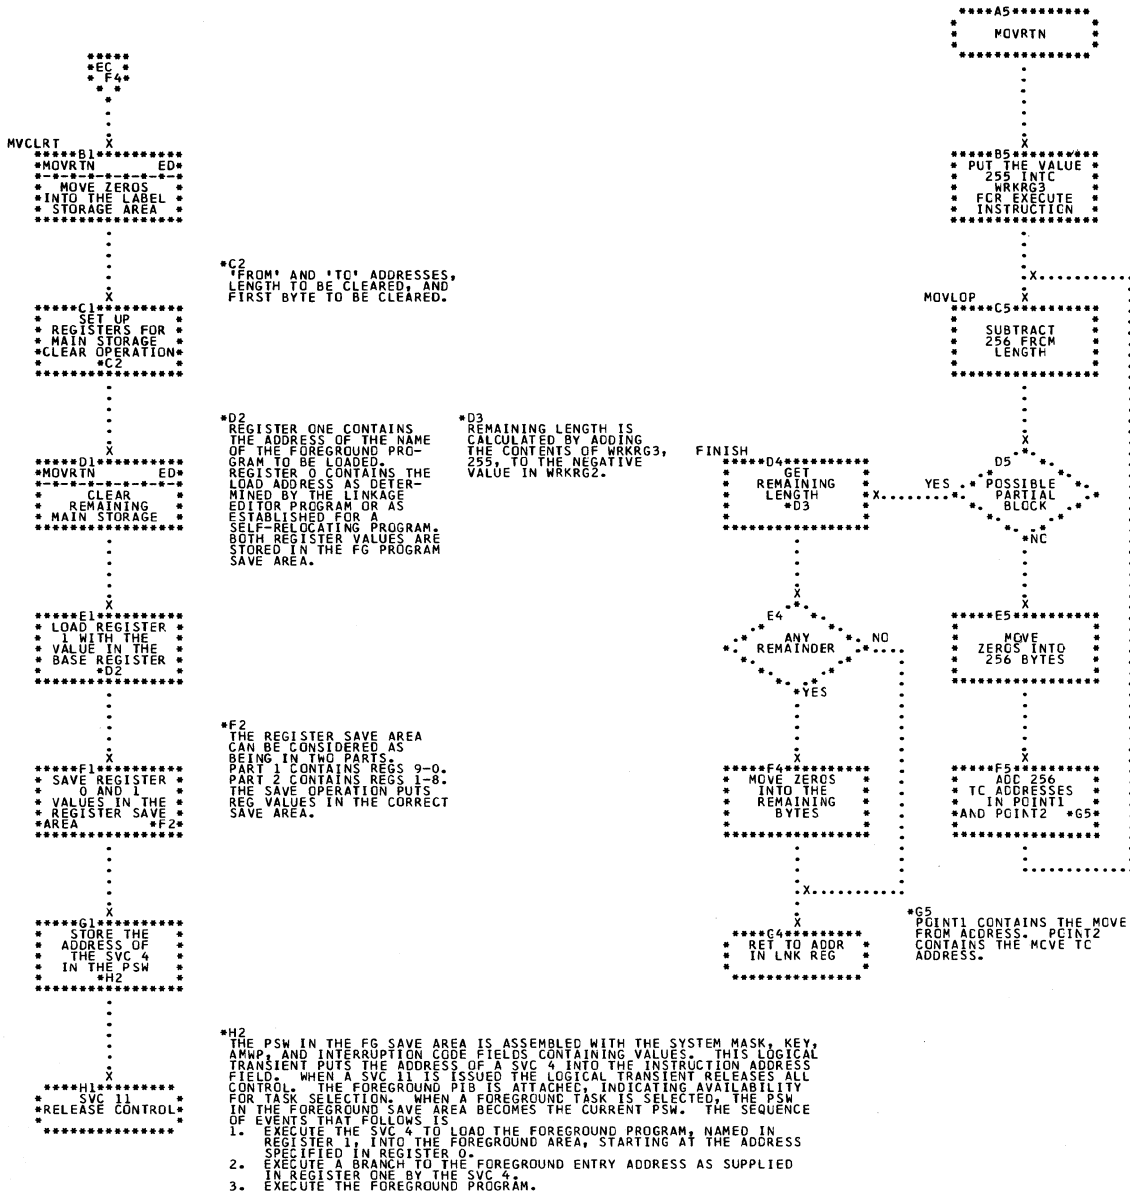 A5
MOVRTN
EC
F4
MVCLRT
B1
MOVRTN ED
MOVE ZEROS
INTO THE LABEL
STORAGE AREA
B5
PUT THE VALUE
255 INTC
WRKRG3
FCR EXECUTE
INSTRUCTION
*C2
'FROM' AND 'TO' ADDRESSES,
LENGTH TO BE CLEARED, AND
FIRST BYTE TO BE CLEARED.
C1
SET UP
REGISTERS FOR
MAIN STORAGE
CLEAR OPERATION
*C2
MOVLOP
C5
SUBTRACT
256 FRCM
LENGTH
*D2
REGISTER ONE CONTAINS
THE ADDRESS OF THE NAME
OF THE FOREGROUND PRO-
GRAM TO BE LOADED.
REGISTER 0 CONTAINS THE
LOAD ADDRESS AS DETER-
MINED BY THE LINKAGE
EDITOR PROGRAM OR AS
ESTABLISHED FOR A
SELF-RELOCATING PROGRAM.
BOTH REGISTER VALUES ARE
STORED IN THE FG PROGRAM
SAVE AREA.
*D3
REMAINING LENGTH IS
CALCULATED BY ADDING
THE CONTENTS OF WRKRG3,
255, TO THE NEGATIVE
VALUE IN WRKRG2.
D1
MOVRTN ED
CLEAR
REMAINING
MAIN STORAGE
FINISH
D4
GET
REMAINING
LENGTH
*D3
YES
D5
POSSIBLE
PARTIAL
BLOCK
*NC
E1
LOAD REGISTER
1 WITH THE
VALUE IN THE
BASE REGISTER
*D2
E4
ANY
REMAINDER
NO
*YES
E5
MOVE
ZEROS INTO
256 BYTES
*F2
THE REGISTER SAVE AREA
CAN BE CONSIDERED AS
BEING IN TWO PARTS.
PART 1 CONTAINS REGS 9-0.
PART 2 CONTAINS REGS 1-8.
THE SAVE OPERATION PUTS
REG VALUES IN THE CORRECT
SAVE AREA.
F1
SAVE REGISTER
0 AND 1
VALUES IN THE
REGISTER SAVE
AREA *F2
F4
MOVE ZEROS
INTO THE
REMAINING
BYTES
F5
ADC 256
TC ADDRESSES
IN POINT1
AND PCINT2 *G5
G1
STORE THE
ADDRESS OF
THE SVC 4
IN THE PSW
*H2
G4
RET TO ADDR
IN LNK REG
*G5
PCINT1 CONTAINS THE MOVE
FROM ACDRESS. PCINT2
CONTAINS THE MCVE TC
ADDRESS.
*H2
THE PSW IN THE FG SAVE AREA IS ASSEMBLED WITH THE SYSTEM MASK, KEY,
AMWP, AND INTERRUPTION CODE FIELDS CONTAINING VALUES. THIS LOGICAL
TRANSIENT PUTS THE ADDRESS OF A SVC 4 INTO THE INSTRUCTION ADDRESS
FIELD. WHEN A SVC 11 IS ISSUED THE LOGICAL TRANSIENT RELEASES ALL
CONTROL. THE FOREGROUND PIB IS ATTACHED, INDICATING AVAILABILITY
FOR TASK SELECTION. WHEN A FOREGROUND TASK IS SELECTED, THE PSW
IN THE FOREGROUND SAVE AREA BECOMES THE CURRENT PSW. THE SEQUENCE
OF EVENTS THAT FOLLOWS IS
1. EXECUTE THE SVC 4 TO LOAD THE FOREGROUND PROGRAM, NAMED IN
REGISTER 1, INTO THE FOREGROUND AREA, STARTING AT THE ADDRESS
SPECIFIED IN REGISTER 0.
2. EXECUTE A BRANCH TO THE FOREGROUND ENTRY ADDRESS AS SUPPLIED
IN REGISTER ONE BY THE SVC 4.
3. EXECUTE THE FOREGROUND PROGRAM.
H1
SVC 11
RELEASE CONTROL